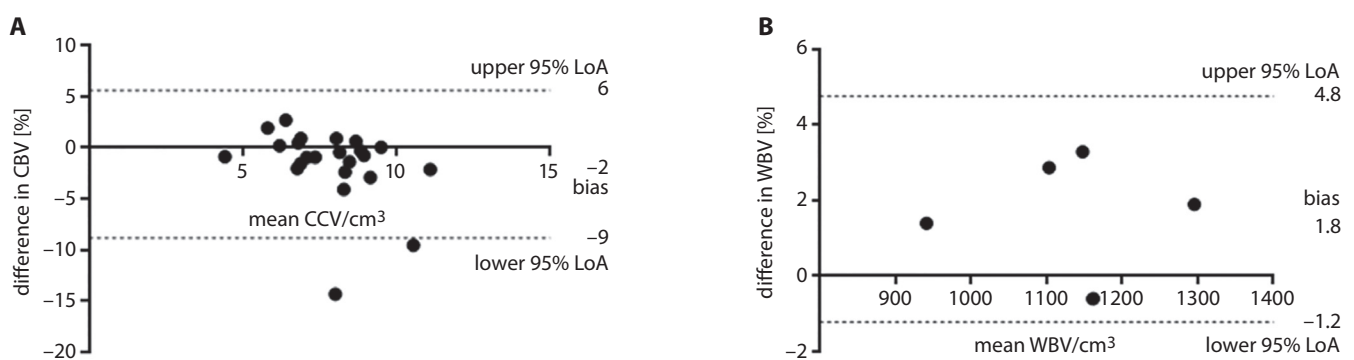 A
difference in CBV [%]
10
5
0
−5
−10
−15
−20
5
10
15
upper 95% LoA
6
−2
bias
mean CCV/cm³
−9
lower 95% LoA
B
difference in WBV [%]
6
4
2
0
−2
900
1000
1100
1200
1300
1400
upper 95% LoA
4.8
bias
1.8
−1.2
mean WBV/cm³
lower 95% LoA